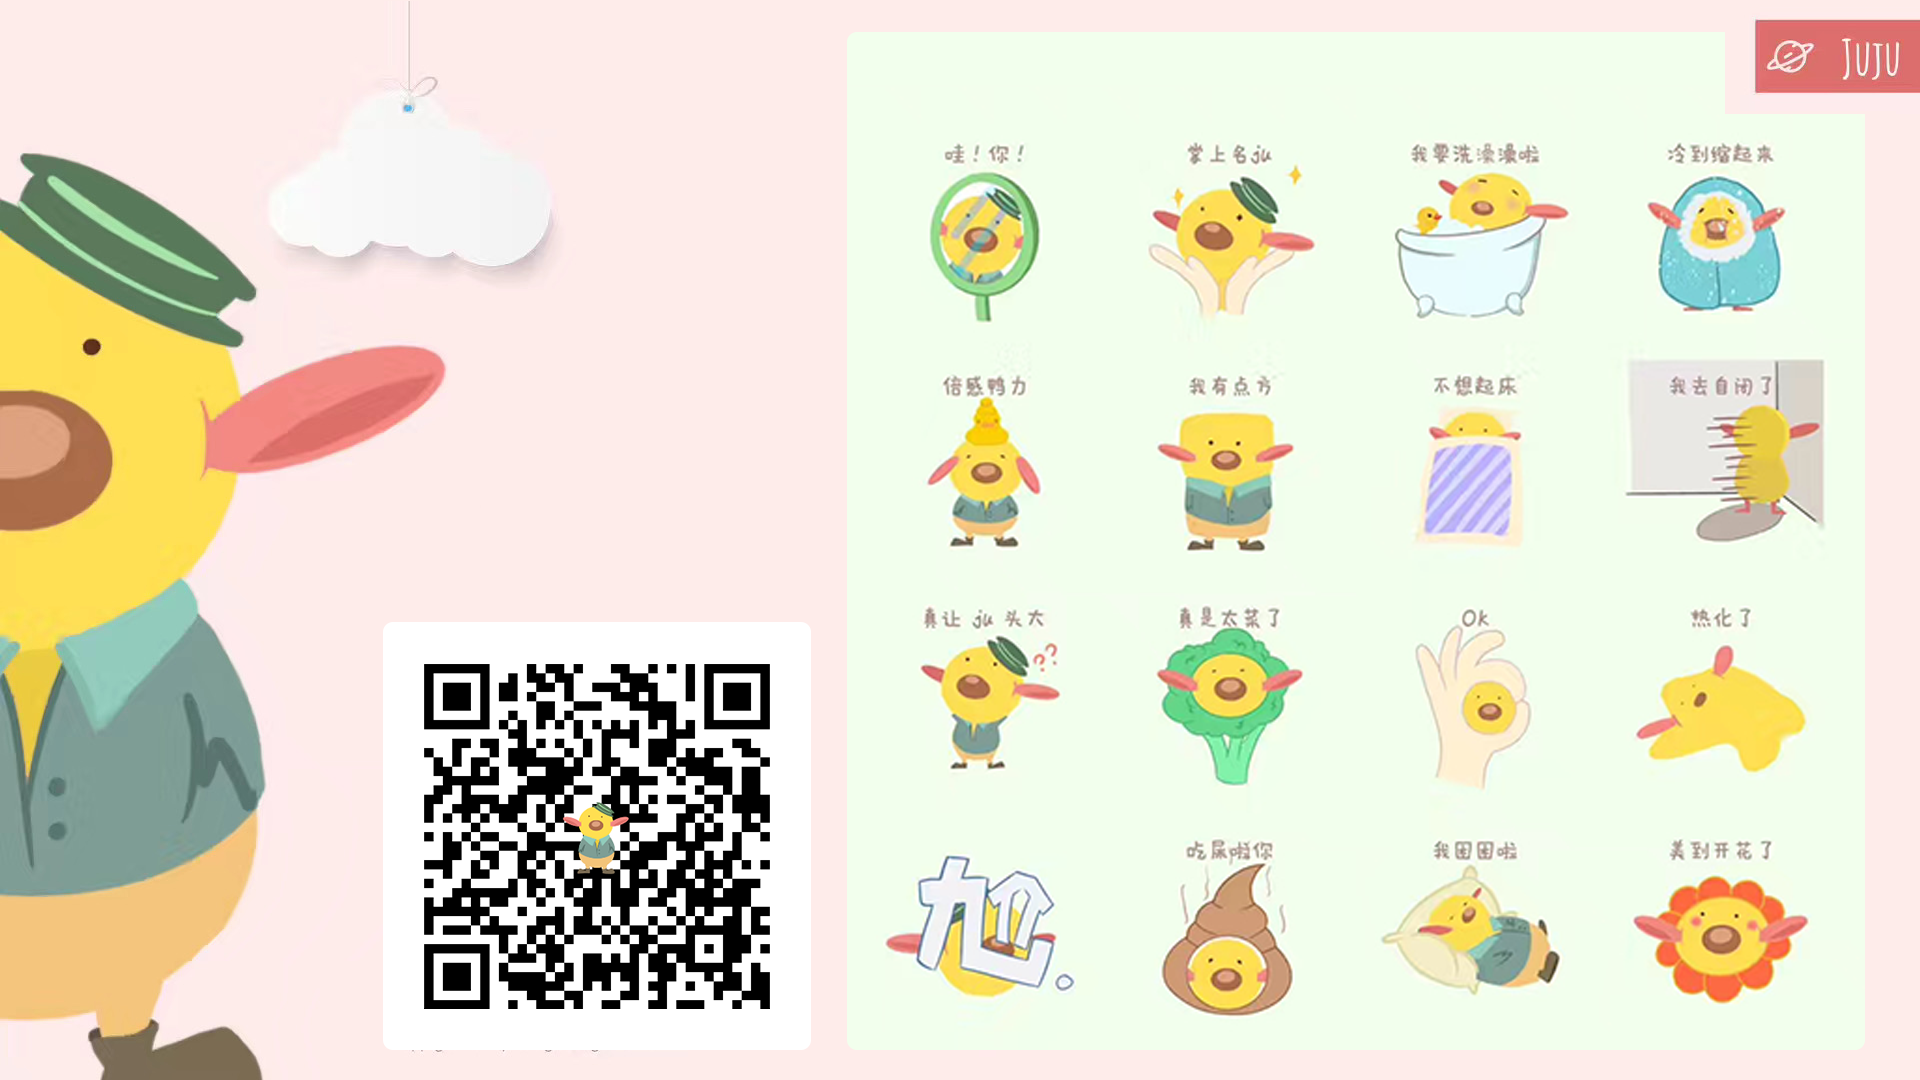 Juju
哇！你！
掌上名ju
我要洗澡澡啦
冷到缩起来
倍感鸭力
我有点方
不想起床
我去自闭了
真让 ju 头大
真是太菜了
Ok
热化了
尬。
吃屎啦你
我困困啦
美到开花了